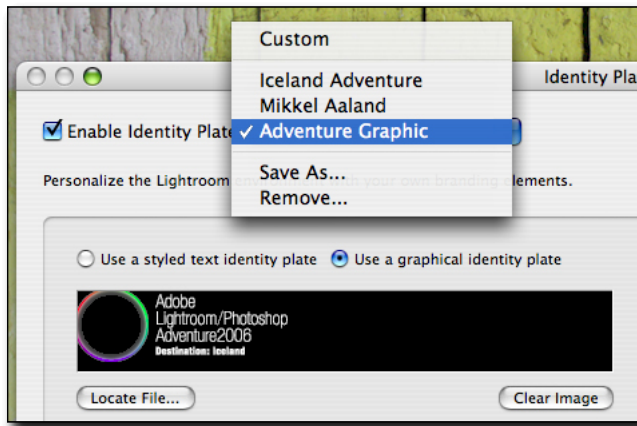 Custom
Identity Pla
Iceland Adventure
Mikkel Aaland
Enable Identity Plate
✓ Adventure Graphic
Save As...
Personalize the Lightroom environment with your own branding elements.
Remove...
Use a styled text identity plate
Use a graphical identity plate
Adobe
Lightroom/Photoshop
Adventure2006
Destination: Iceland
Locate File...
Clear Image